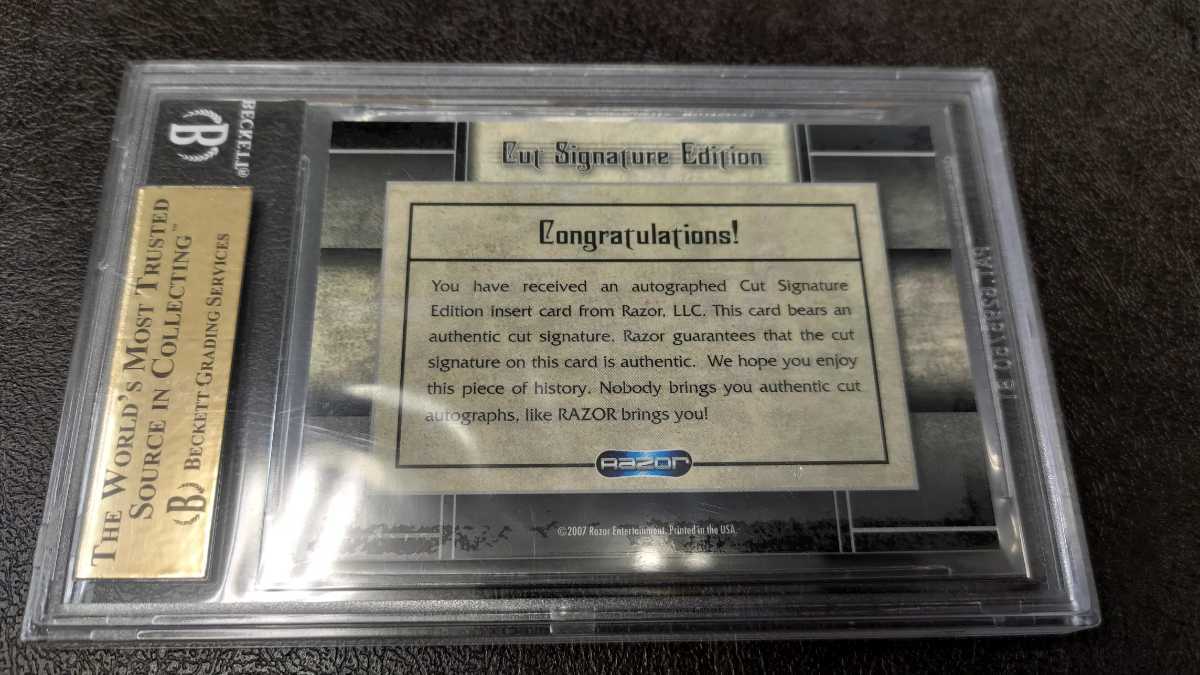 Cut Signature Edition
Congratulations!
You have received an autographed Cut Signature
Edition insert card from Razor, LLC. This card bears an
authentic cut signature. Razor guarantees that the cut
signature on this card is authentic. We hope you enjoy
this piece of history. Nobody brings you authentic cut
autographs, like RAZOR brings you!
Razor
©2007 Razor Entertainment. Printed in the USA.
BECKETT®
B
THE WORLD'S MOST TRUSTED
SOURCE IN COLLECTING™
B BECKETT GRADING SERVICES